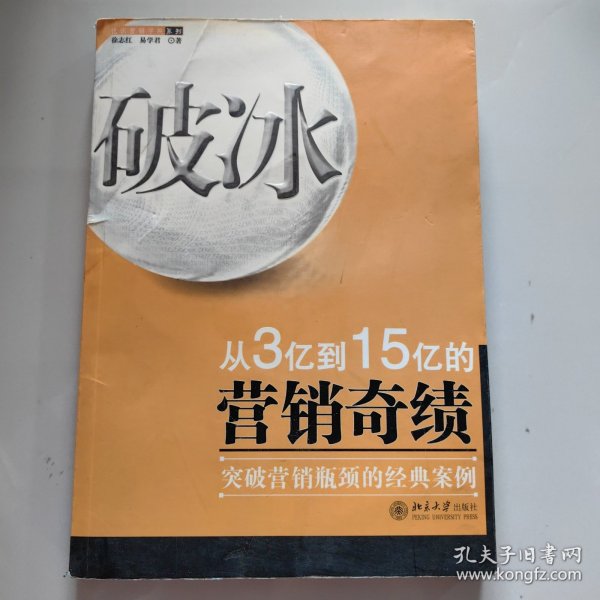 系列
徐志红 易学君 ◎著
破冰
从3亿到15亿的
营销奇绩
突破营销瓶颈的经典案例
北京大学出版社
PEKING UNIVERSITY PRESS
孔夫子旧书网
www.kongfz.com